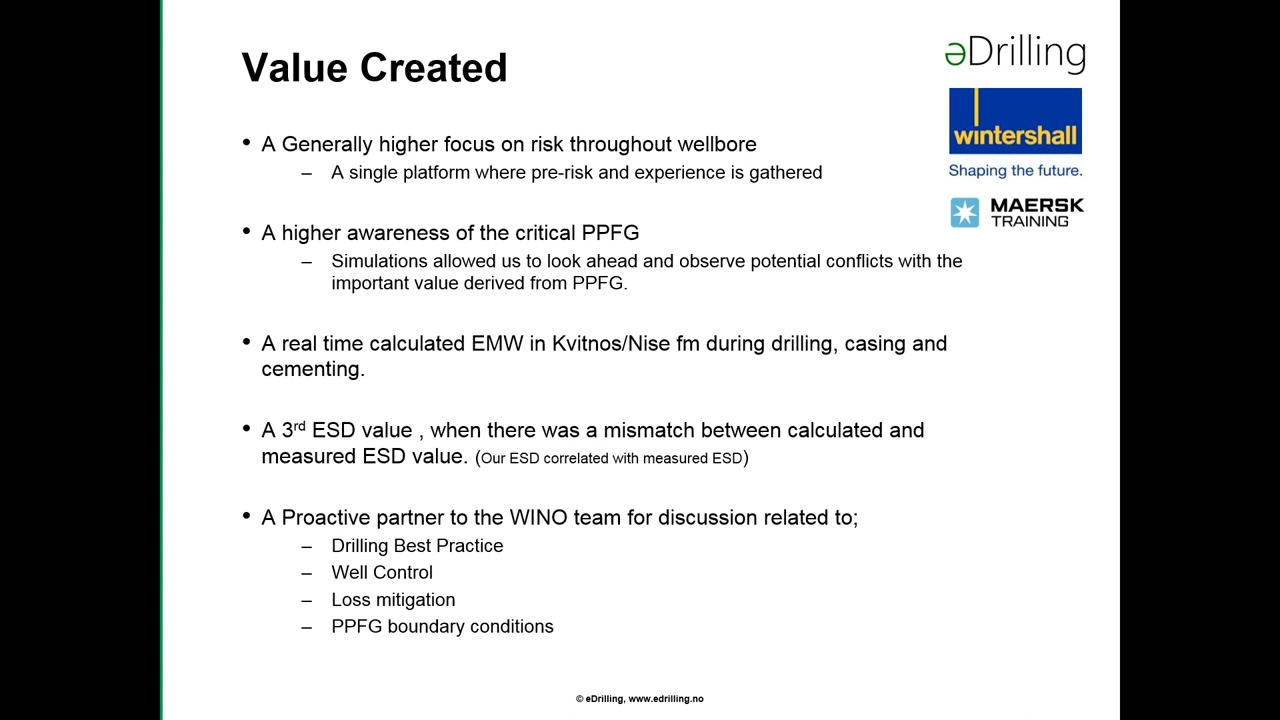 Value Created
əDrilling
wintershall
Shaping the future.
MAERSK
TRAINING
• A Generally higher focus on risk throughout wellbore
– A single platform where pre-risk and experience is gathered
• A higher awareness of the critical PPFG
– Simulations allowed us to look ahead and observe potential conflicts with the
important value derived from PPFG.
• A real time calculated EMW in Kvitnos/Nise fm during drilling, casing and
cementing.
• A 3rd ESD value , when there was a mismatch between calculated and
measured ESD value. (Our ESD correlated with measured ESD)
• A Proactive partner to the WINO team for discussion related to;
– Drilling Best Practice
– Well Control
– Loss mitigation
– PPFG boundary conditions
© eDrilling, www.edrilling.no